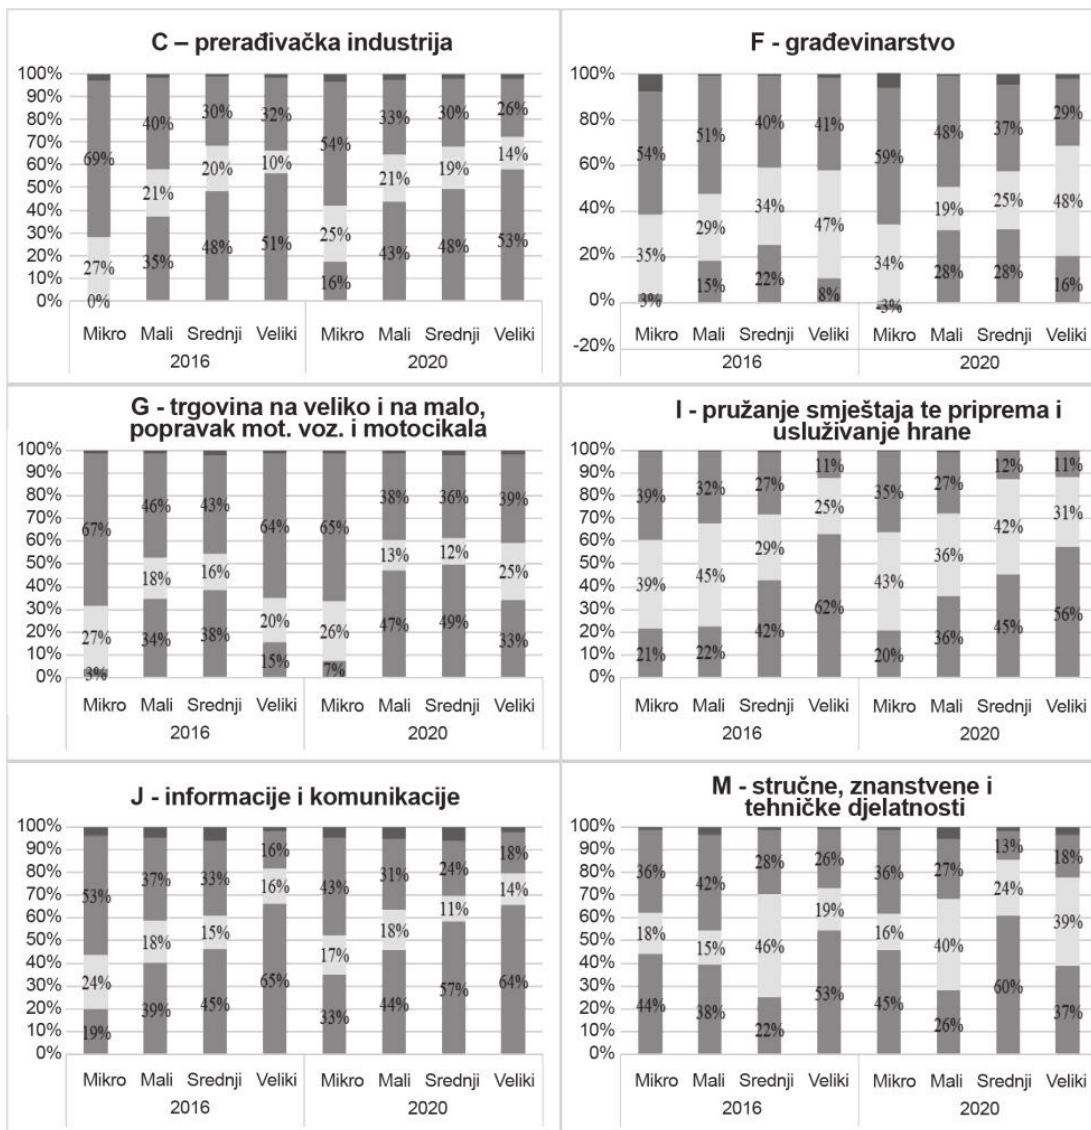 C – prerađivačka industrija
100%
90%
80%
70%
60%
50%
40%
30%
20%
10%
0%
69% 40% 30% 32% 54% 33% 30% 26%
27% 21% 20% 10% 25% 21% 19% 14%
0% 35% 48% 51% 16% 43% 48% 53%
Mikro Mali Srednji Veliki Mikro Mali Srednji Veliki
2016 2020
F - građevinarstvo
100%
80%
60%
40%
20%
0%
-20%
54% 51% 40% 41% 59% 48% 37% 29%
35% 29% 34% 47% 34% 19% 25% 48%
3% 15% 22% 8% -3% 28% 28% 16%
Mikro Mali Srednji Veliki Mikro Mali Srednji Veliki
2016 2020
G - trgovina na veliko i na malo,
popravak mot. voz. i motocikala
100%
90%
80%
70%
60%
50%
40%
30%
20%
10%
0%
67% 46% 43% 64% 65% 38% 36% 39%
27% 18% 16% 20% 26% 13% 12% 25%
3% 34% 38% 15% 7% 47% 49% 33%
Mikro Mali Srednji Veliki Mikro Mali Srednji Veliki
2016 2020
I - pružanje smještaja te priprema i
usluživanje hrane
100%
90%
80%
70%
60%
50%
40%
30%
20%
10%
0%
39% 32% 27% 11% 35% 27% 12% 11%
39% 45% 29% 25% 43% 36% 42% 31%
21% 22% 42% 62% 20% 36% 45% 56%
Mikro Mali Srednji Veliki Mikro Mali Srednji Veliki
2016 2020
J - informacije i komunikacije
100%
90%
80%
70%
60%
50%
40%
30%
20%
10%
0%
53% 37% 33% 16% 43% 31% 24% 18%
24% 18% 15% 16% 17% 18% 11% 14%
19% 39% 45% 65% 33% 44% 57% 64%
Mikro Mali Srednji Veliki Mikro Mali Srednji Veliki
2016 2020
M - stručne, znanstvene i
tehničke djelatnosti
100%
90%
80%
70%
60%
50%
40%
30%
20%
10%
0%
36% 42% 28% 26% 36% 27% 13% 18%
18% 15% 46% 19% 16% 40% 24% 39%
44% 38% 22% 53% 45% 26% 60% 37%
Mikro Mali Srednji Veliki Mikro Mali Srednji Veliki
2016 2020